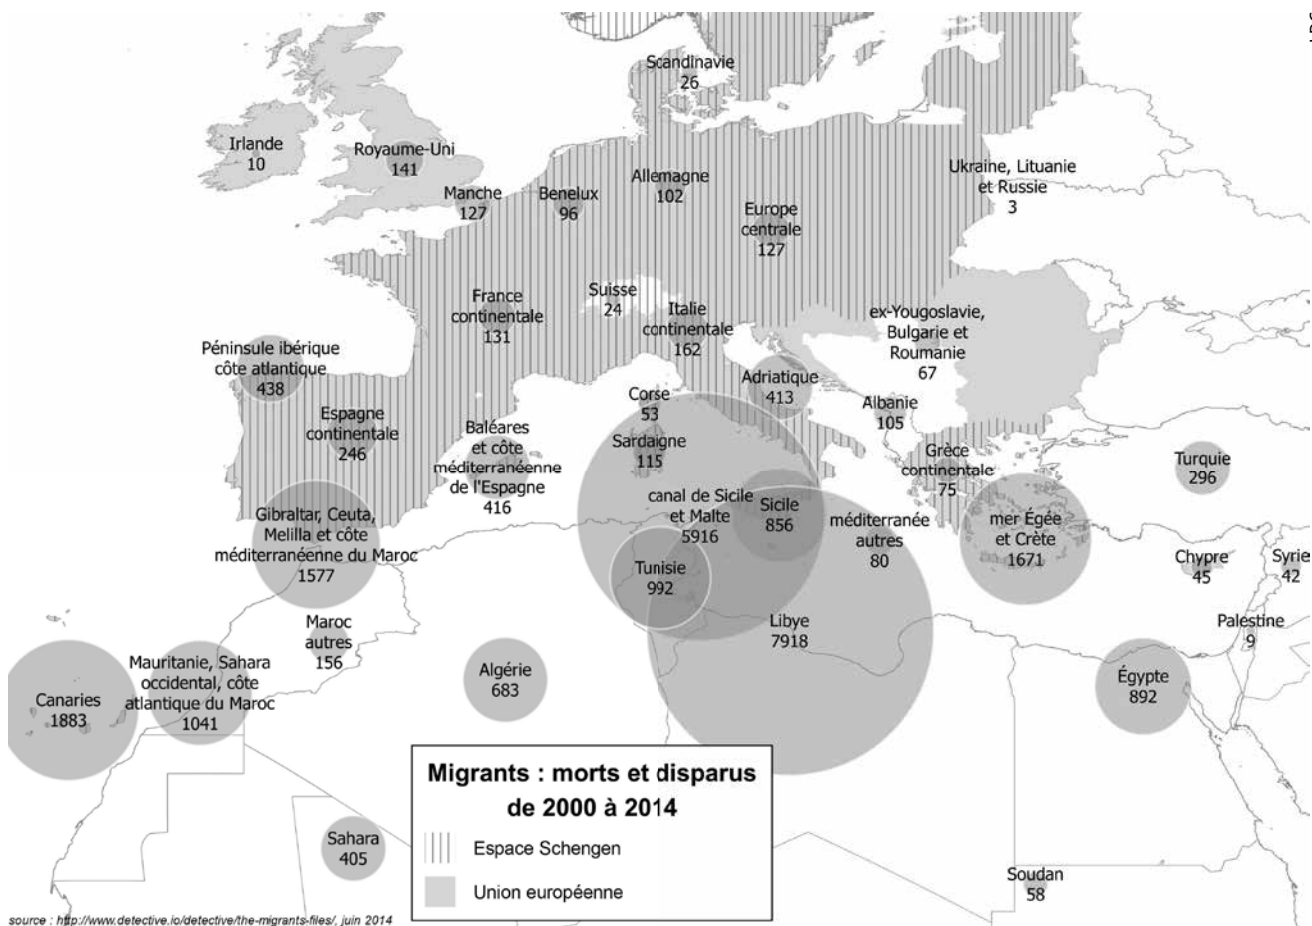 Scandinavie
26
Irlande
10
Royaume-Uni
141
Manche
127
Benelux
96
Allemagne
102
Europe
centrale
127
Ukraine, Lituanie
et Russie
3
France
continentale
131
Suisse
24
Italie
continentale
162
ex-Yougoslavie,
Bulgarie et
Roumanie
67
Péninsule ibérique
côte atlantique
438
Espagne
continentale
246
Baléares
et côte
méditerranéenne
de l'Espagne
416
Corse
53
Sardaigne
115
Adriatique
413
Albanie
105
Grèce
continentale
75
Turquie
296
Gibraltar, Ceuta,
Melilla et côte
méditerranéenne du Maroc
1577
canal de Sicile
et Malte
5916
Sicile
856
méditerranée
autres
80
mer Égée
et Crète
1671
Chypre
45
Syrie
42
Tunisie
992
Libye
7918
Palestine
9
Maroc
autres
156
Canaries
1883
Mauritanie, Sahara
occidental, côte
atlantique du Maroc
1041
Algérie
683
Égypte
892
Sahara
405
Soudan
58
Migrants : morts et disparus
de 2000 à 2014
Espace Schengen
Union européenne
source : http://www.detective.io/detective/the-migrants-files/, juin 2014